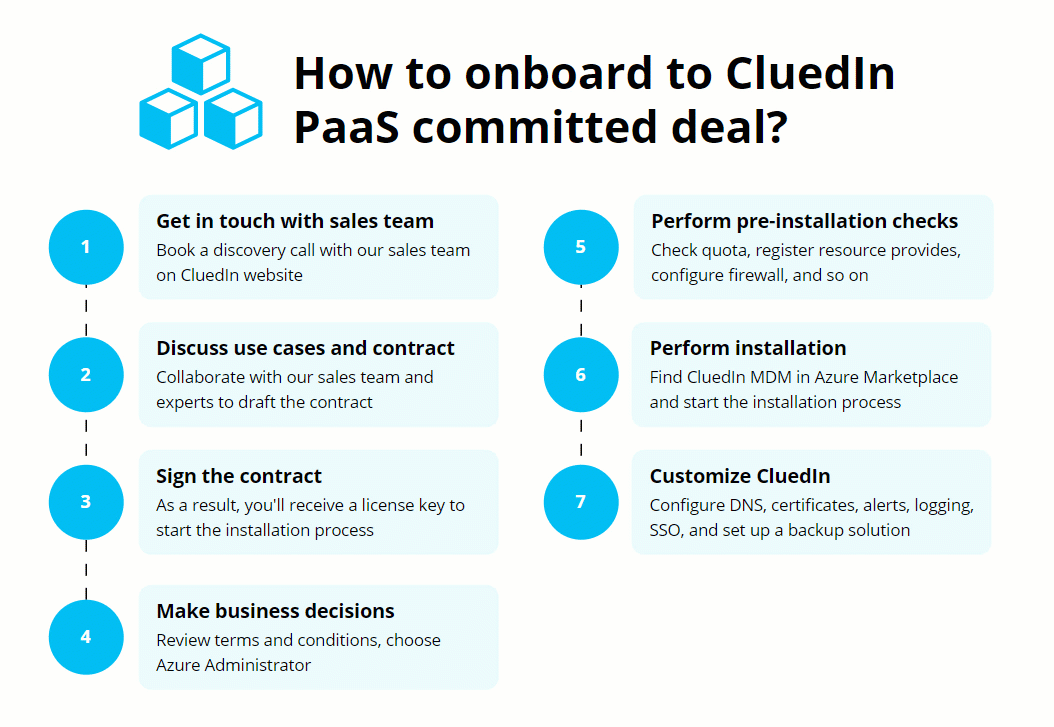 How to onboard to CluedIn
PaaS committed deal?
1
Get in touch with sales team
Book a discovery call with our sales team
on CluedIn website
2
Discuss use cases and contract
Collaborate with our sales team and
experts to draft the contract
3
Sign the contract
As a result, you'll receive a license key to
start the installation process
4
Make business decisions
Review terms and conditions, choose
Azure Administrator
5
Perform pre-installation checks
Check quota, register resource provides,
configure firewall, and so on
6
Perform installation
Find CluedIn MDM in Azure Marketplace
and start the installation process
7
Customize CluedIn
Configure DNS, certificates, alerts, logging,
SSO, and set up a backup solution